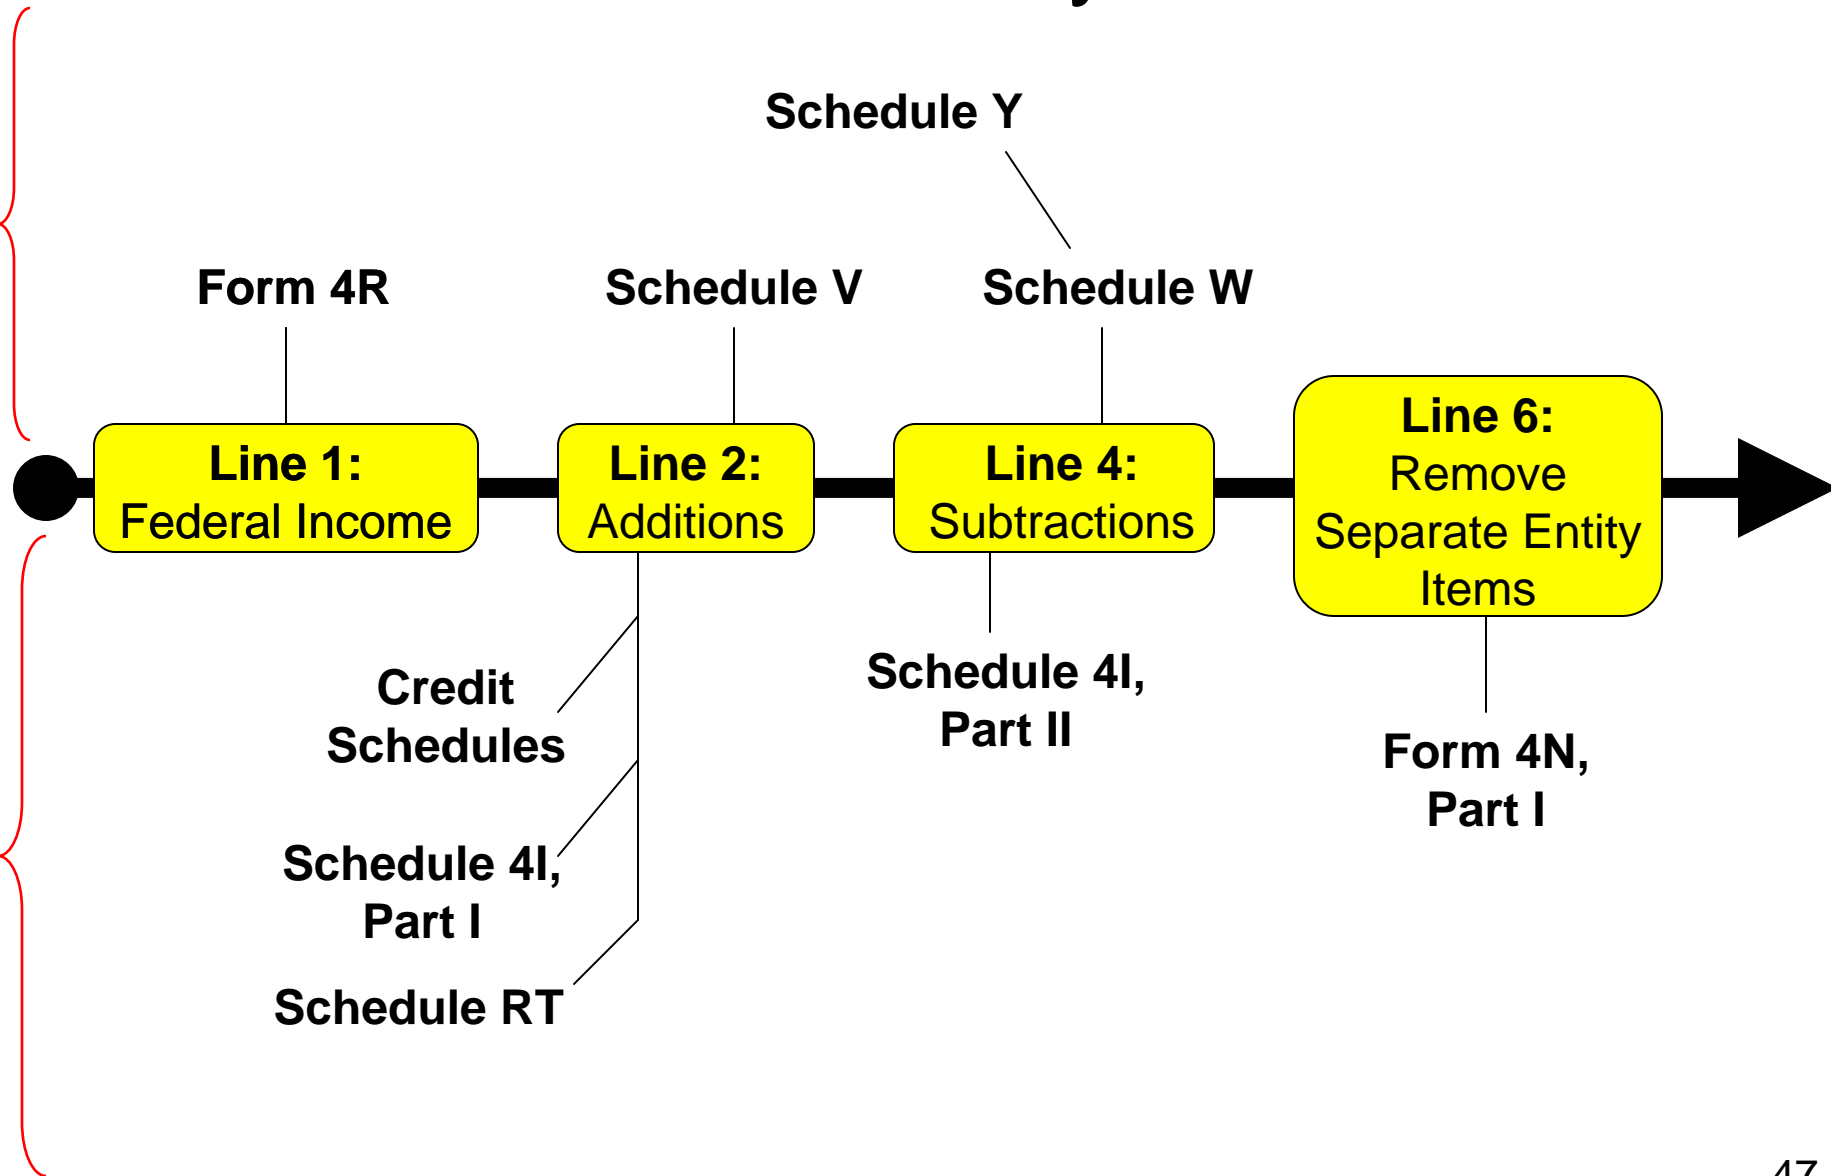 Schedule Y
Form 4R
Schedule V
Schedule W
Line 1:
Federal Income
Line 2:
Additions
Line 4:
Subtractions
Line 6:
Remove
Separate Entity
Items
Credit
Schedules
Schedule 4I,
Part I
Schedule RT
Schedule 4I,
Part II
Form 4N,
Part I
47